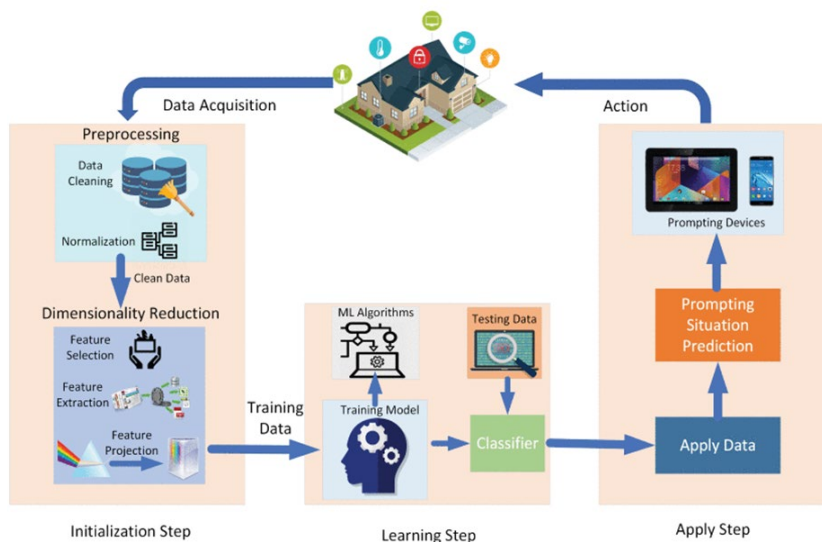 Data Acquisition
Action
Preprocessing
Data
Cleaning
Normalization
Clean Data
Dimensionality Reduction
Feature
Selection
Feature
Extraction
Feature
Projection
Initialization Step
Training
Data
ML Algorithms
Training Model
Testing Data
Classifier
Learning Step
Prompting Devices
Prompting
Situation
Prediction
Apply Data
Apply Step